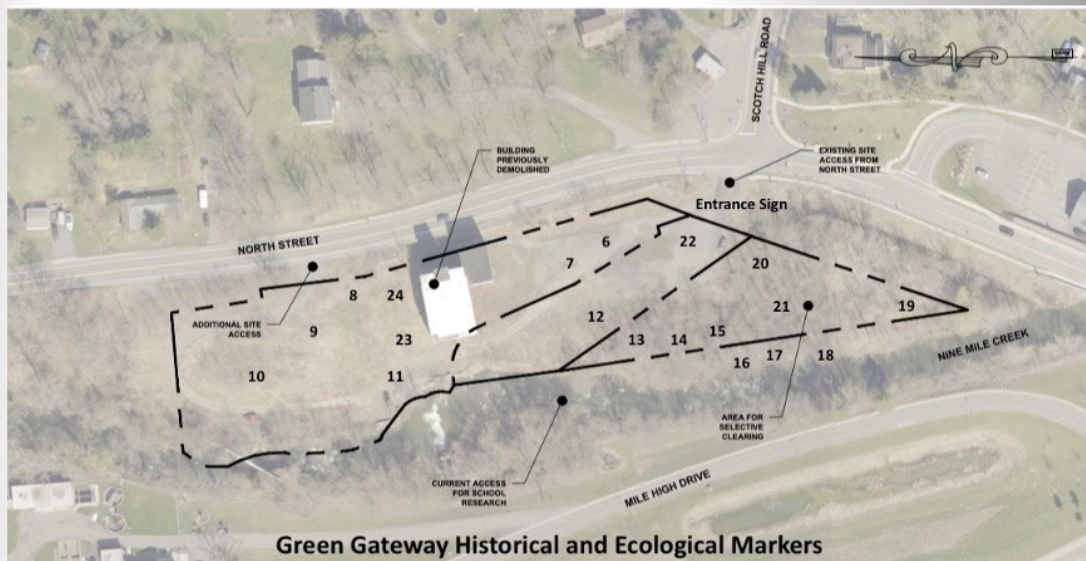 SCOTCH HILL ROAD
BUILDING
PREVIOUSLY
DEMOLISHED
EXISTING SITE
ACCESS FROM
NORTH STREET
Entrance Sign
NORTH STREET
6
22
7
20
8
24
ADDITIONAL SITE
ACCESS
9
23
12
13
14
15
21
19
10
11
16
17
18
NINE MILE CREEK
AREA FOR
SELECTIVE
CLEARING
CURRENT ACCESS
FOR SCHOOL
RESEARCH
MILE HIGH DRIVE
Green Gateway Historical and Ecological Markers